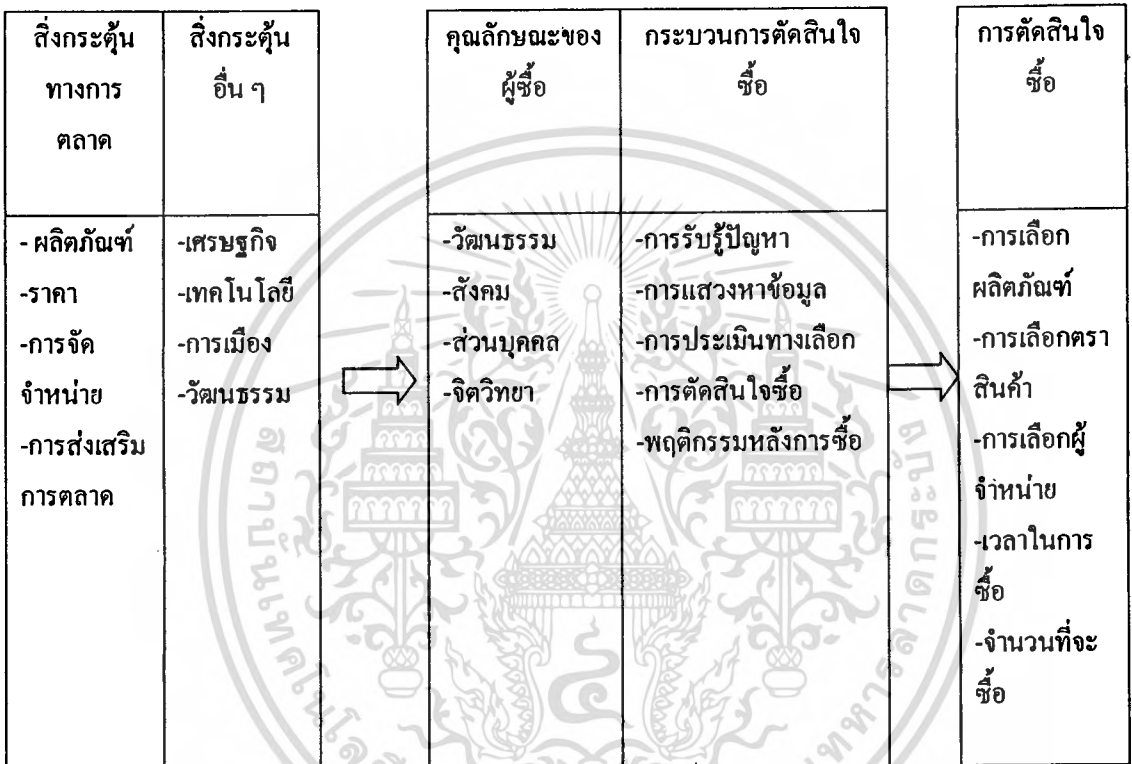 สิ่งกระตุ้น
ทางการ
ตลาด
สิ่งกระตุ้น
อื่น ๆ
คุณลักษณะของ
ผู้ซื้อ
กระบวนการตัดสินใจ
ซื้อ
การตัดสินใจ
ซื้อ
- ผลิตภัณฑ์
-ราคา
-การจัด
จำหน่าย
-การส่งเสริม
การตลาด
-เศรษฐกิจ
-เทคโนโลยี
-การเมือง
-วัฒนธรรม
-วัฒนธรรม
-สังคม
-ส่วนบุคคล
-จิตวิทยา
-การรับรู้ปัญหา
-การแสวงหาข้อมูล
-การประเมินทางเลือก
-การตัดสินใจซื้อ
-พฤติกรรมหลังการซื้อ
-การเลือก
ผลิตภัณฑ์
-การเลือกตรา
สินค้า
-การเลือกผู้
จำหน่าย
-เวลาในการ
ซื้อ
-จำนวนที่จะ
ซื้อ